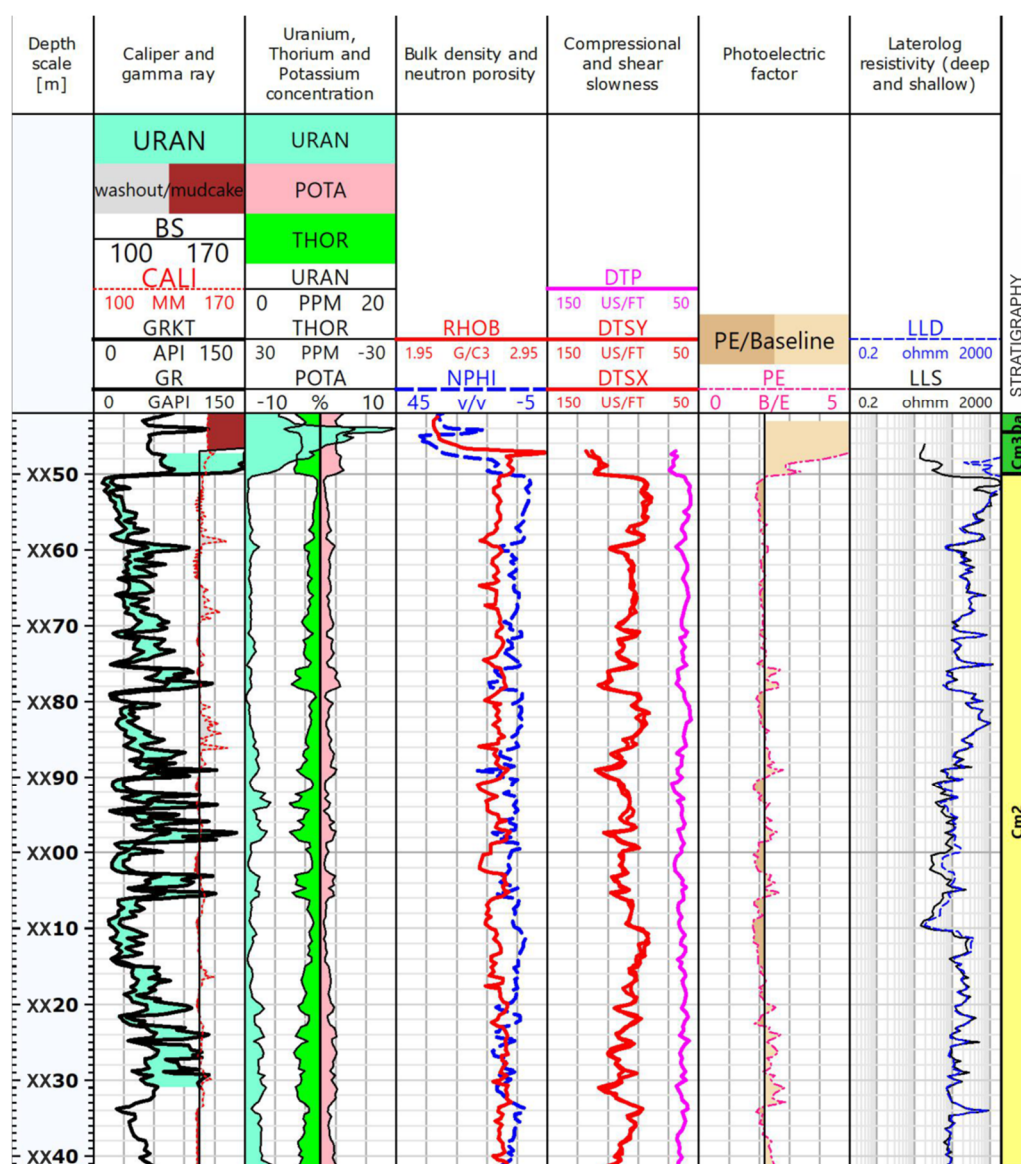 Depth
scale
[m]
Caliper and
gamma ray
Uranium,
Thorium and
Potassium
concentration
Bulk density and
neutron porosity
Compressional
and shear
slowness
Photoelectric
factor
Laterolog
resistivity (deep
and shallow)
URAN
washout/mudcake
BS
100 170
CALI
100 MM 170
GRKT
0 API 150
GR
0 GAPI 150
URAN
POTA
THOR
URAN
0 PPM 20
THOR
30 PPM -30
POTA
-10 % 10
RHOB
1.95 G/C3 2.95
NPHI
45 v/v -5
DTP
150 US/FT 50
DTSY
150 US/FT 50
DTSX
150 US/FT 50
PE/Baseline
PE
0 B/E 5
LLD
0.2 ohmm 2000
LLS
0.2 ohmm 2000
STRATIGRAPHY
XX50
XX60
XX70
XX80
XX90
XX00
XX10
XX20
XX30
XX40
Cm2